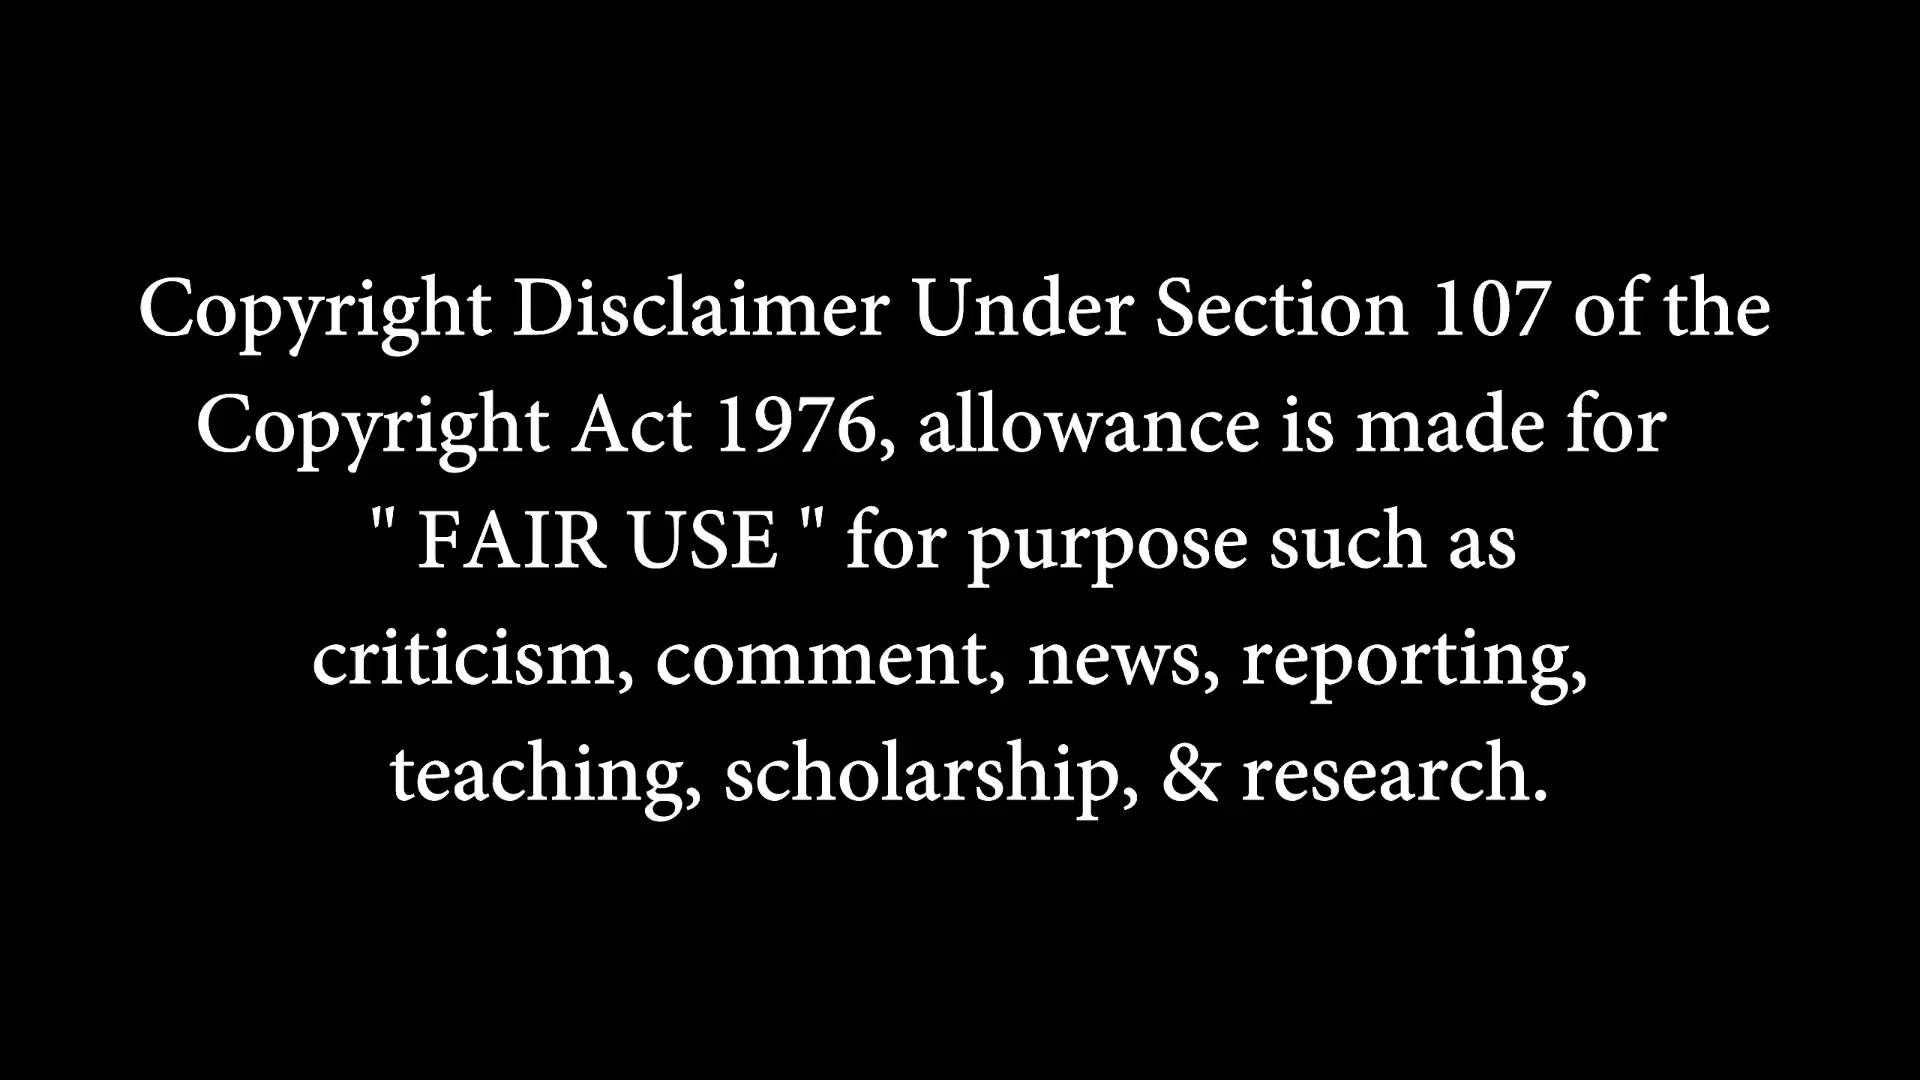 Copyright Disclaimer Under Section 107 of the
Copyright Act 1976, allowance is made for
" FAIR USE " for purpose such as
criticism, comment, news, reporting,
teaching, scholarship, & research.